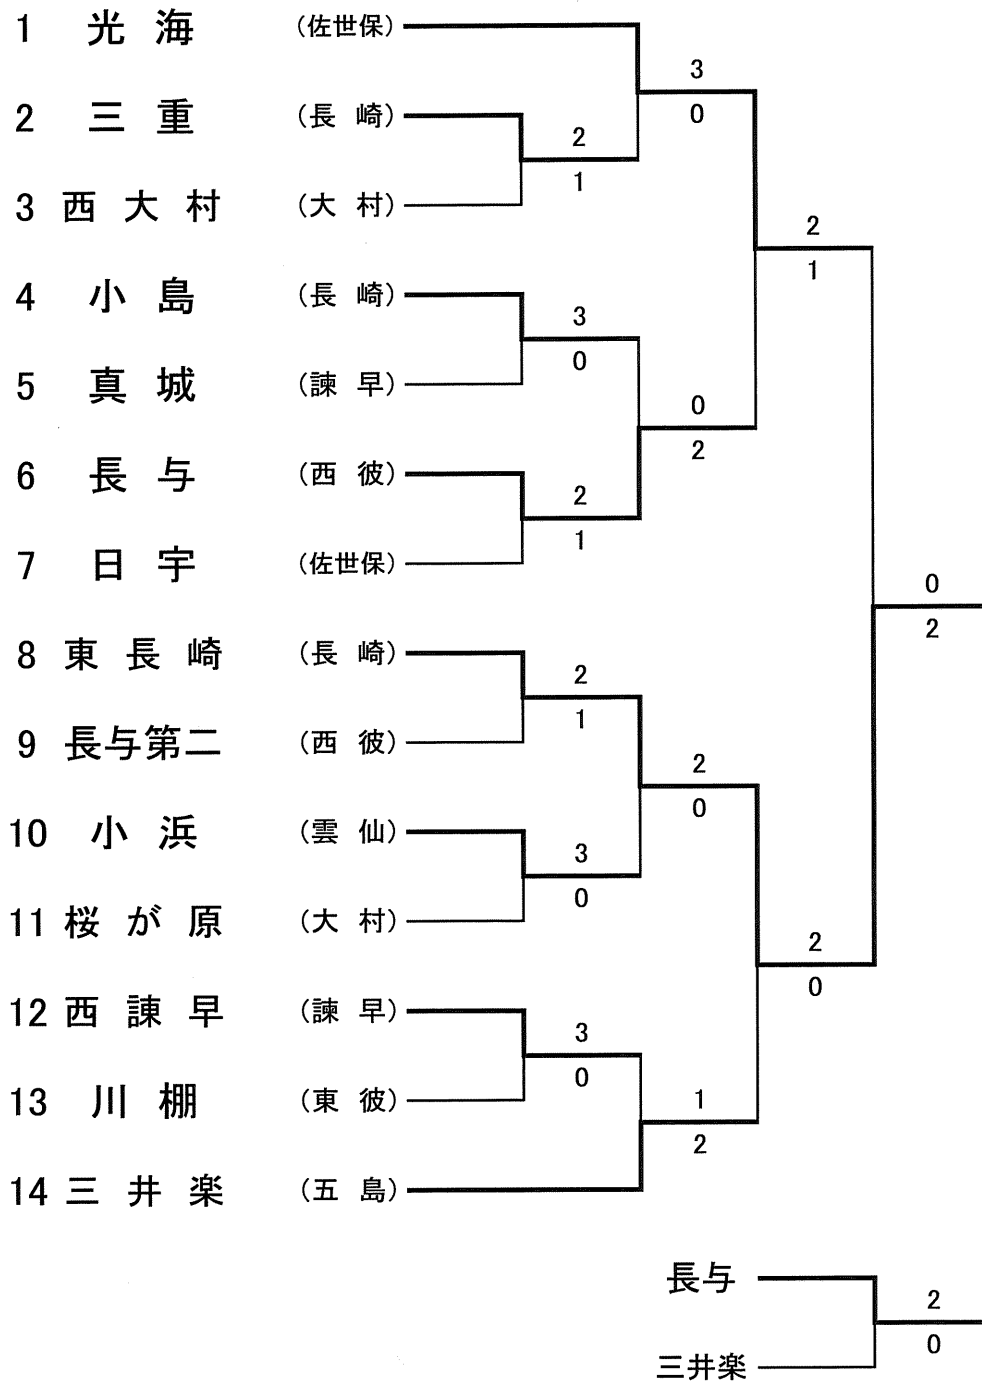 1 光海 (佐世保)
3
2 三重 (長崎)
0
2
1
3 西大村 (大村)
2
1
4 小島 (長崎)
3
0
5 真城 (諫早)
0
2
6 長与 (西彼)
2
1
7 日宇 (佐世保)
0
2
8 東長崎 (長崎)
2
1
9 長与第二 (西彼)
2
0
10 小浜 (雲仙)
3
0
11 桜が原 (大村)
2
0
12 西諫早 (諫早)
3
0
13 川棚 (東彼)
1
2
14 三井楽 (五島)
長与
2
0
三井楽